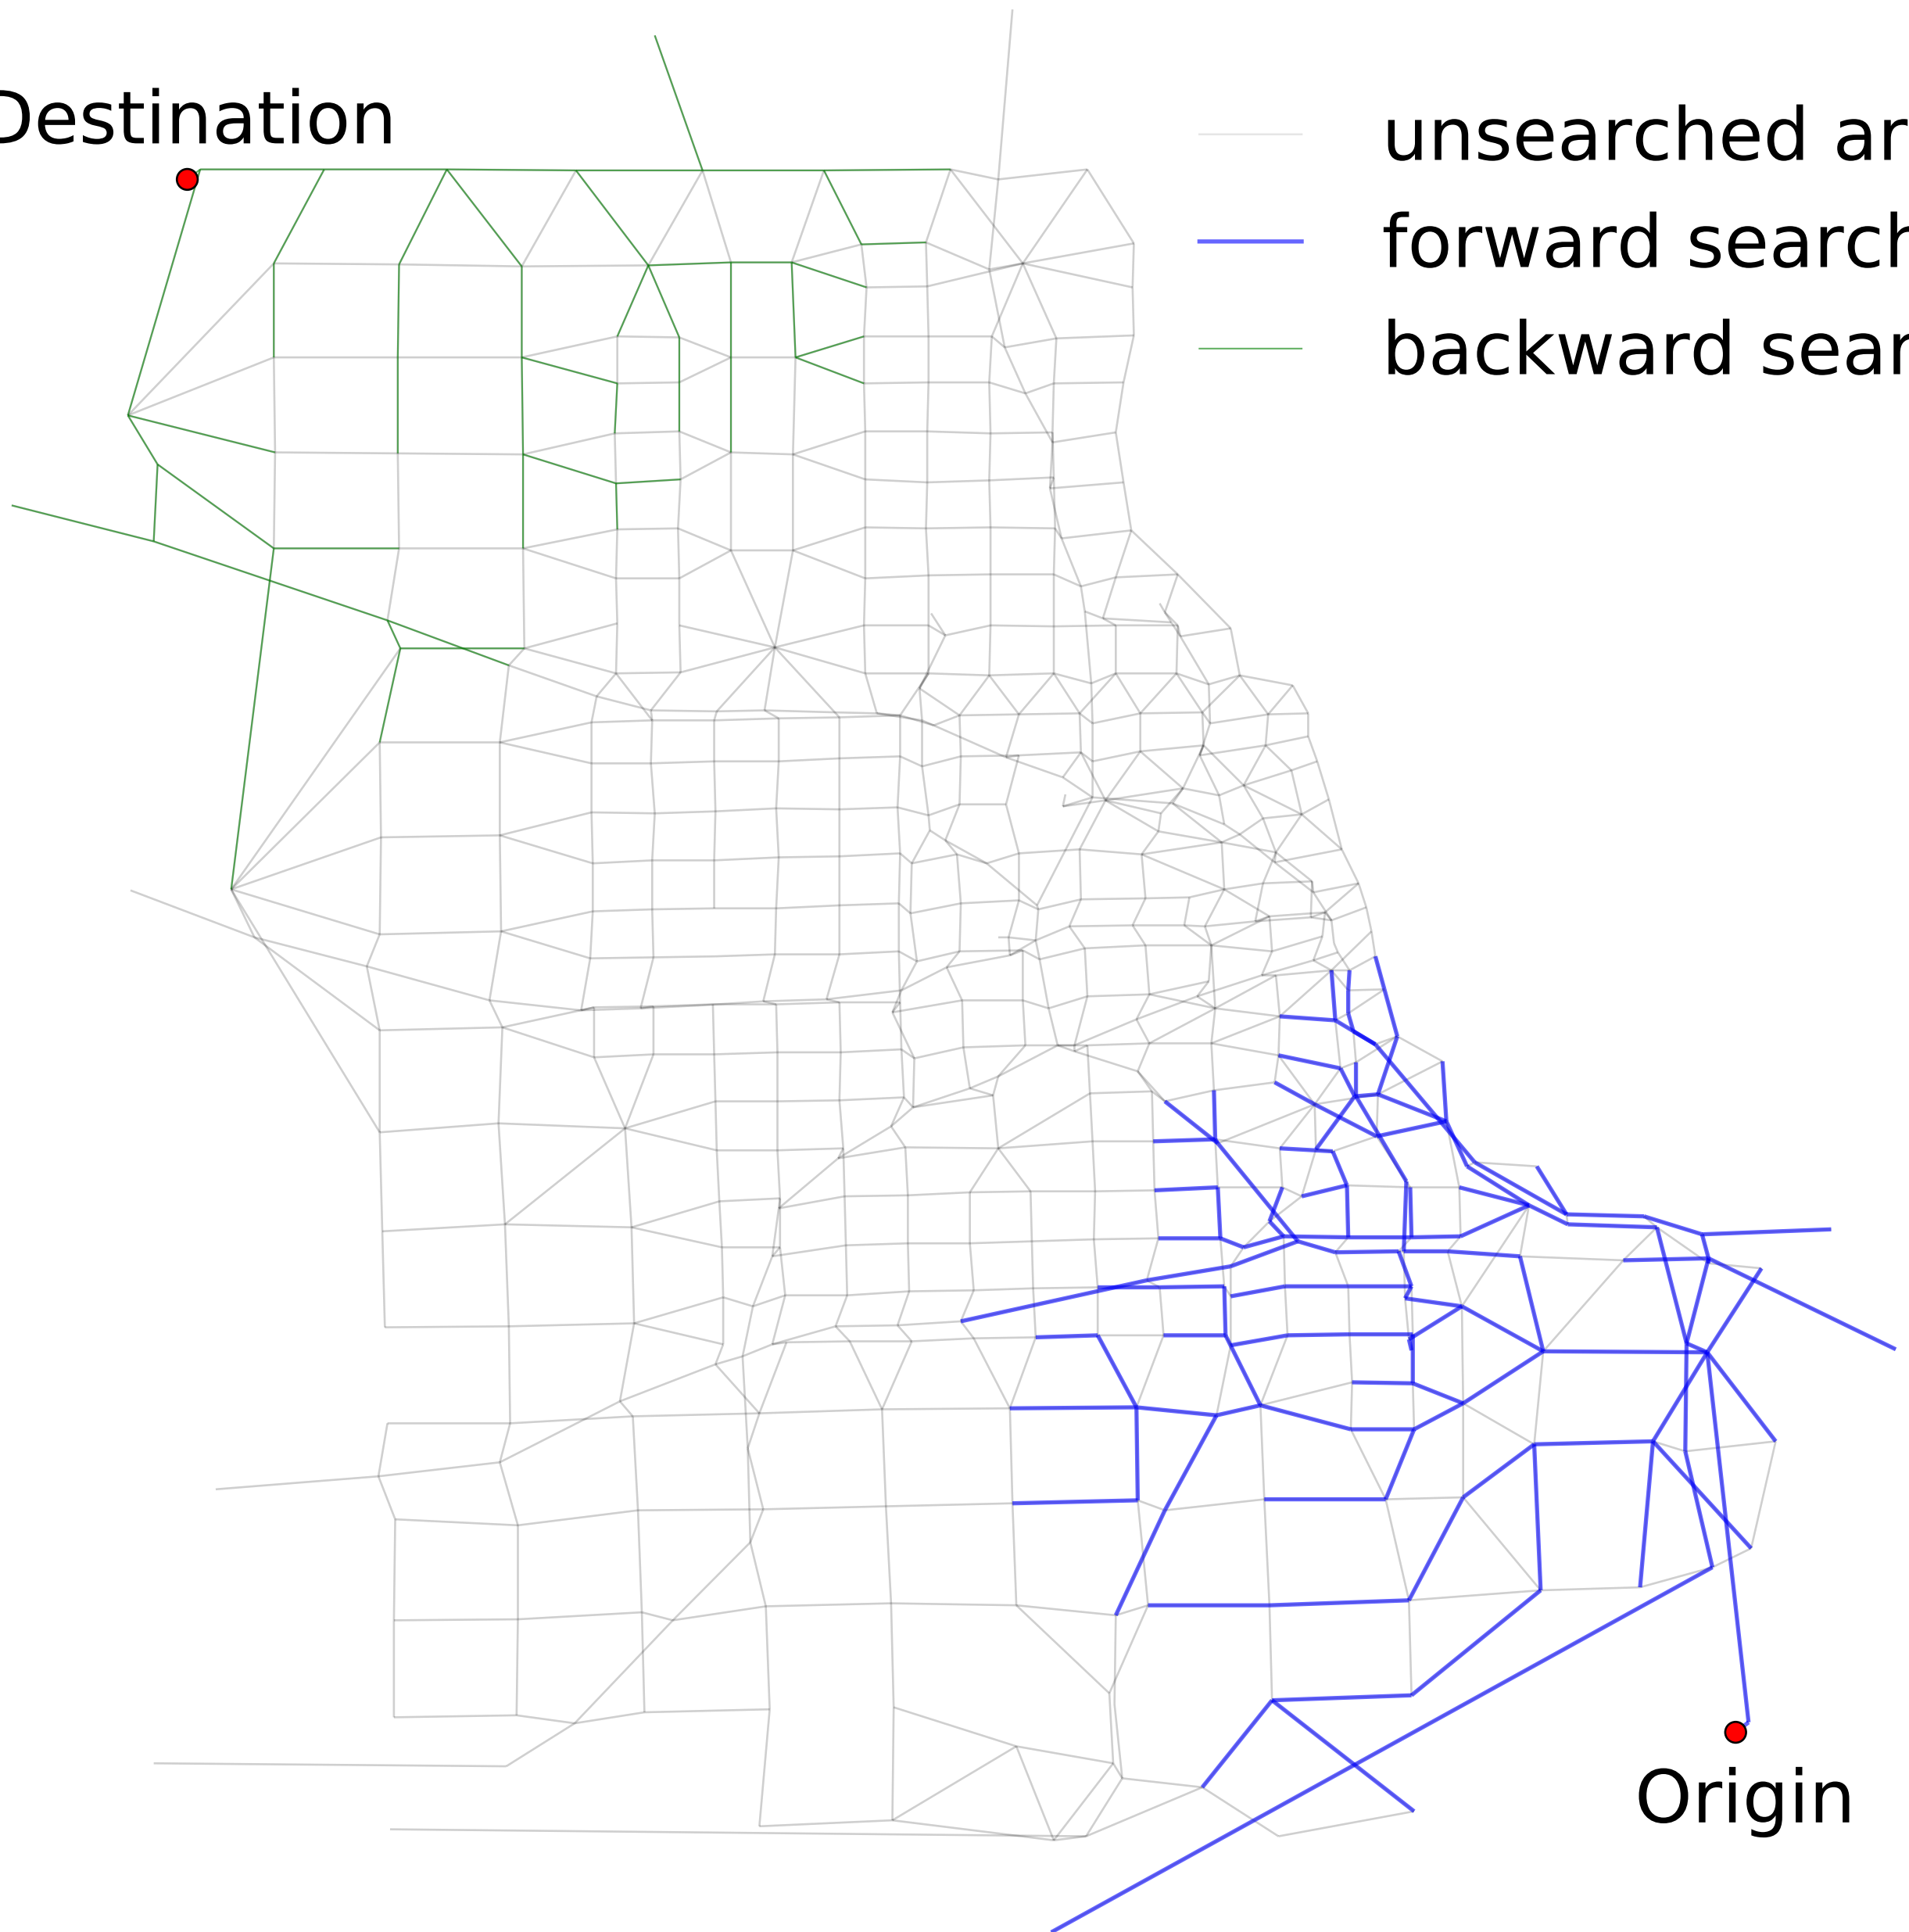 Destination
unsearched ar
forward search
backward sear
Origin